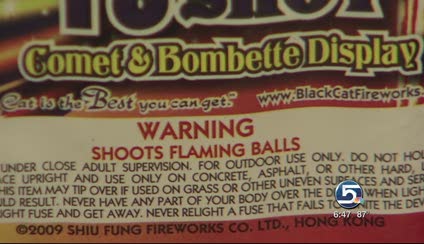 SHOT
Comet & Bombette Display
Cat is the Best you can get."
www.BlackCatFireworks.
WARNING
SHOOTS FLAMING BALLS
UNDER CLOSE ADULT SUPERVISION. FOR OUTDOOR USE ONLY. DO NOT HO
ACE UPRIGHT AND USE ONLY ON CONCRETE, ASPHALT, OR OTHER HARD,
THIS ITEM MAY TIP OVER IF USED ON GRASS OR OTHER UNEVEN SURFACES AND SER
OULD RESULT. NEVER HAVE ANY PART OF YOUR BODY OVER THE WHEN LIGH
IGHT FUSE AND GET AWAY. NEVER RELIGHT A FUSE THAT FAILS TO THE DEV
©2009 SHIU FUNG FIREWORKS CO. LTD., HONG KONG
5
6:47 87